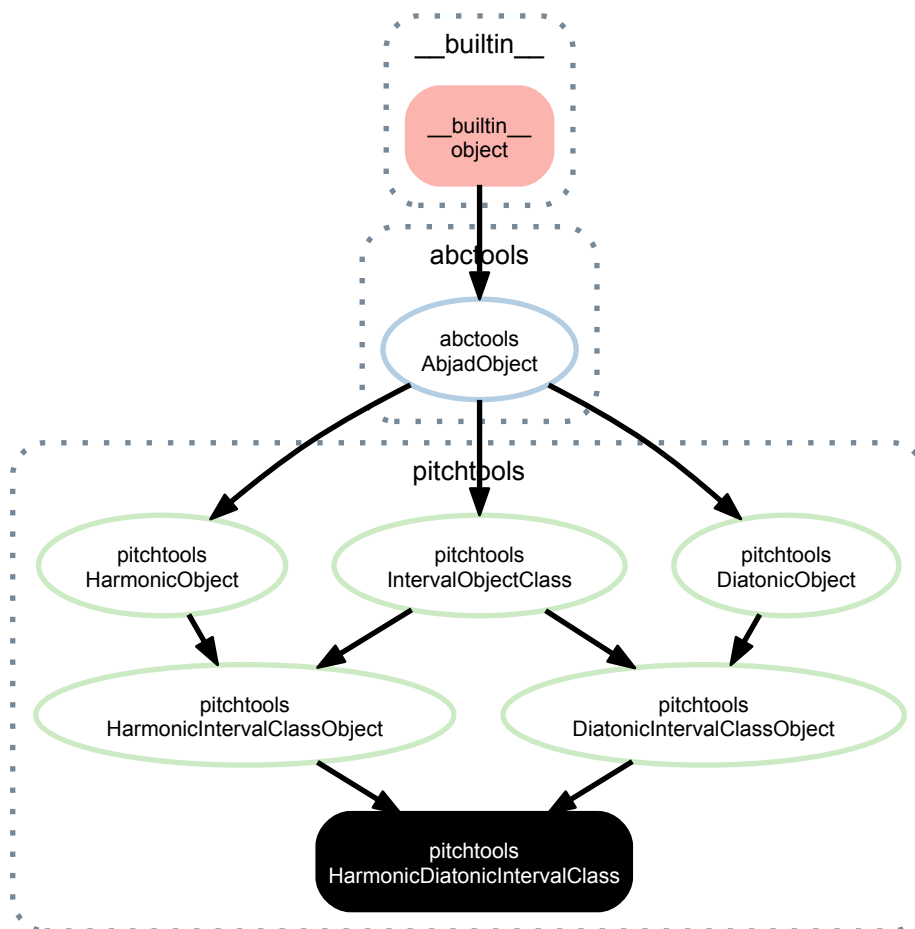 __builtin__
__builtin__
object
abctools
abctools
AbjadObject
pitchtools
pitchtools
HarmonicObject
pitchtools
IntervalObjectClass
pitchtools
DiatonicObject
pitchtools
HarmonicIntervalClassObject
pitchtools
DiatonicIntervalClassObject
pitchtools
HarmonicDiatonicIntervalClass